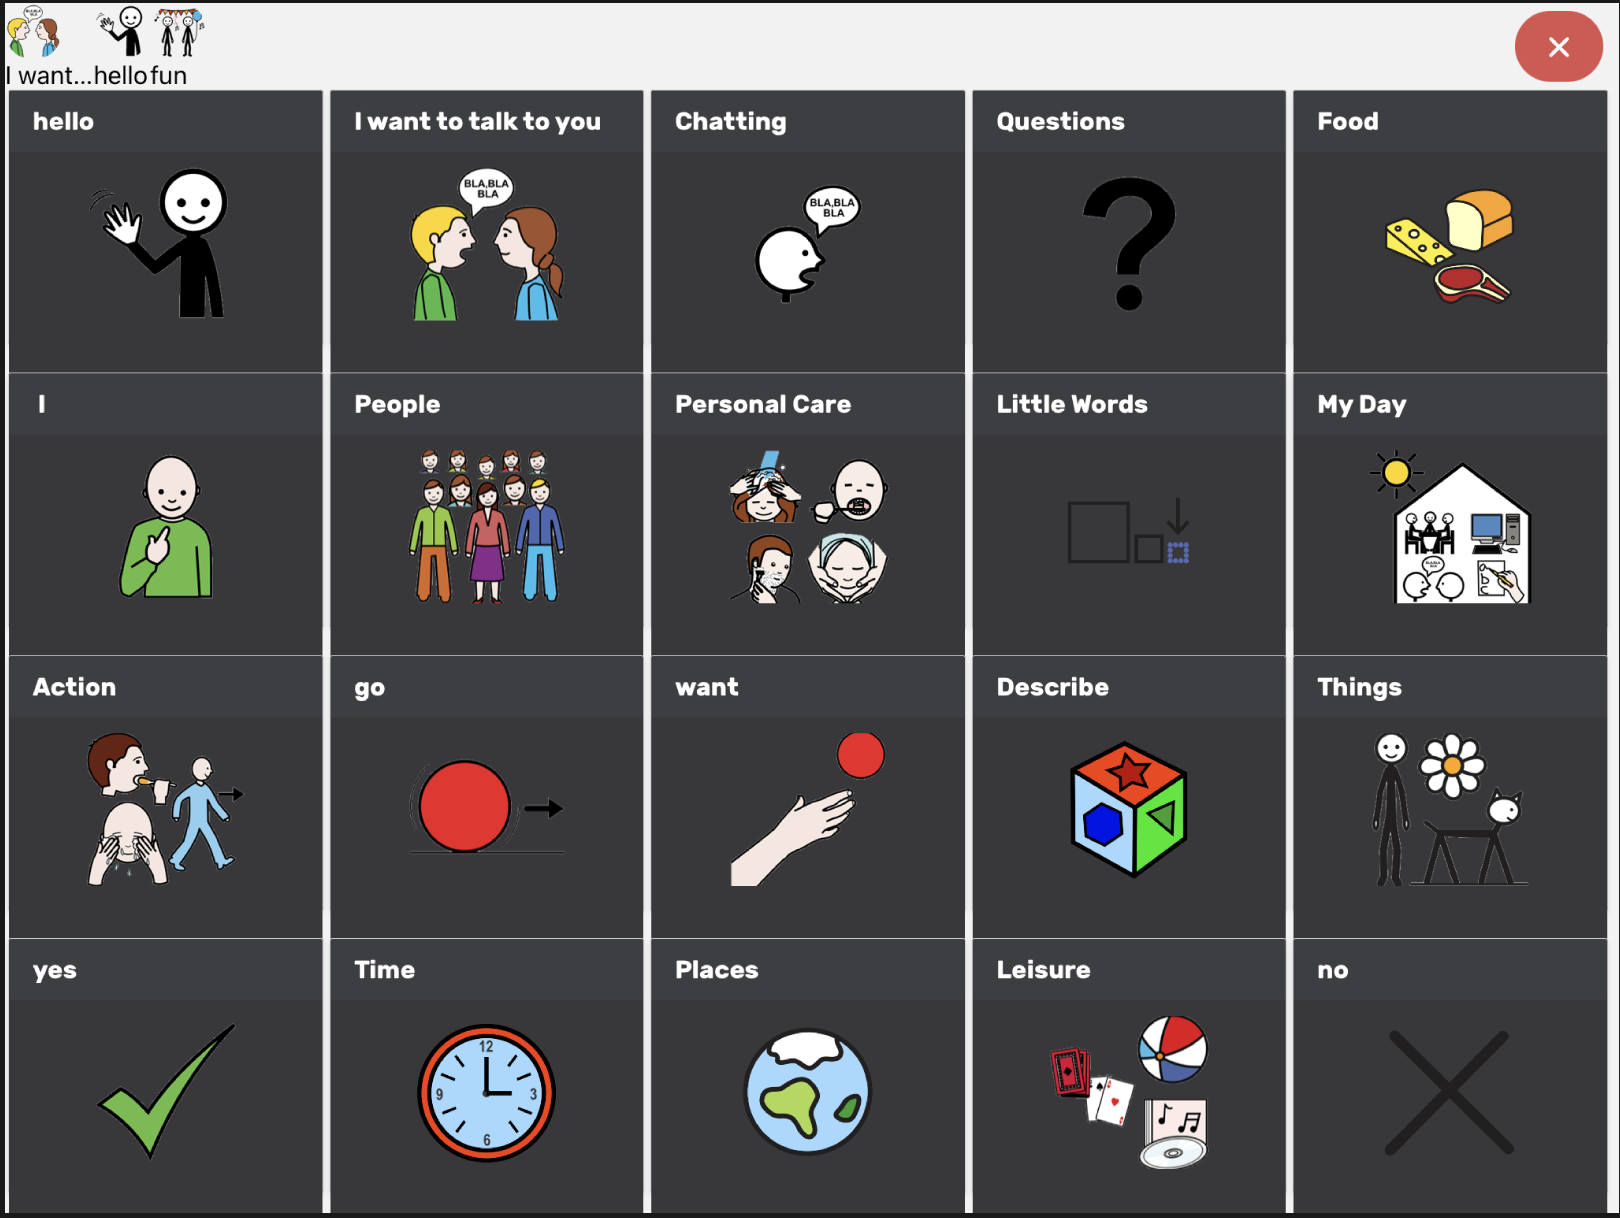 I want...hello fun
hello
I want to talk to you
BLA,BLA
BLA
Chatting
BLA,BLA
BLA
Questions
Food
I
People
Personal Care
Little Words
My Day
Action
go
want
Describe
Things
yes
Time
12
9
3
6
Places
Leisure
no